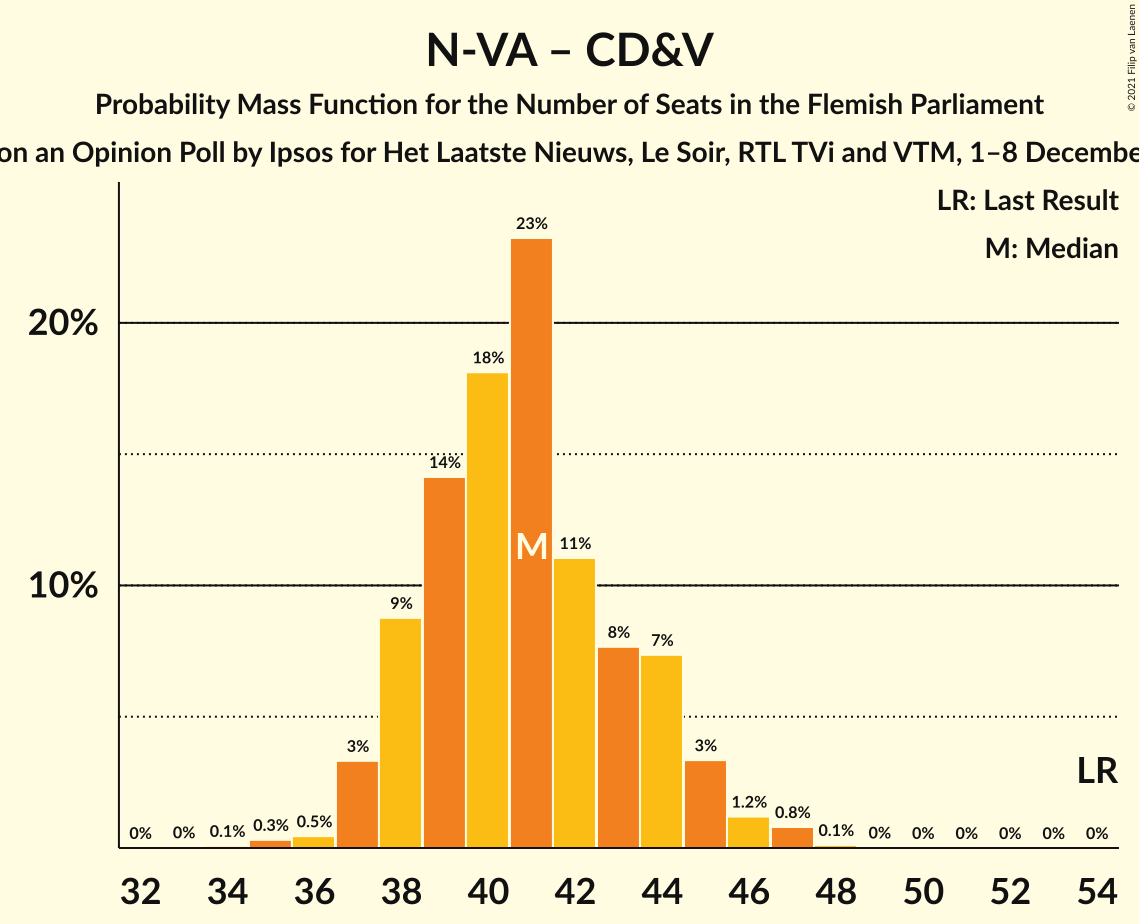 N-VA – CD&V
Probability Mass Function for the Number of Seats in the Flemish Parliament
on an Opinion Poll by Ipsos for Het Laatste Nieuws, Le Soir, RTL TVi and VTM, 1–8 Decembe
© 2021 Filip van Laenen
LR: Last Result
M: Median
23%
20%
18%
14%
M
11%
10%
9%
8%
7%
3%
3%
LR
0% 0% 0.1% 0.3% 0.5% 1.2% 0.8% 0.1% 0% 0% 0% 0% 0% 0%
32 34 36 38 40 42 44 46 48 50 52 54